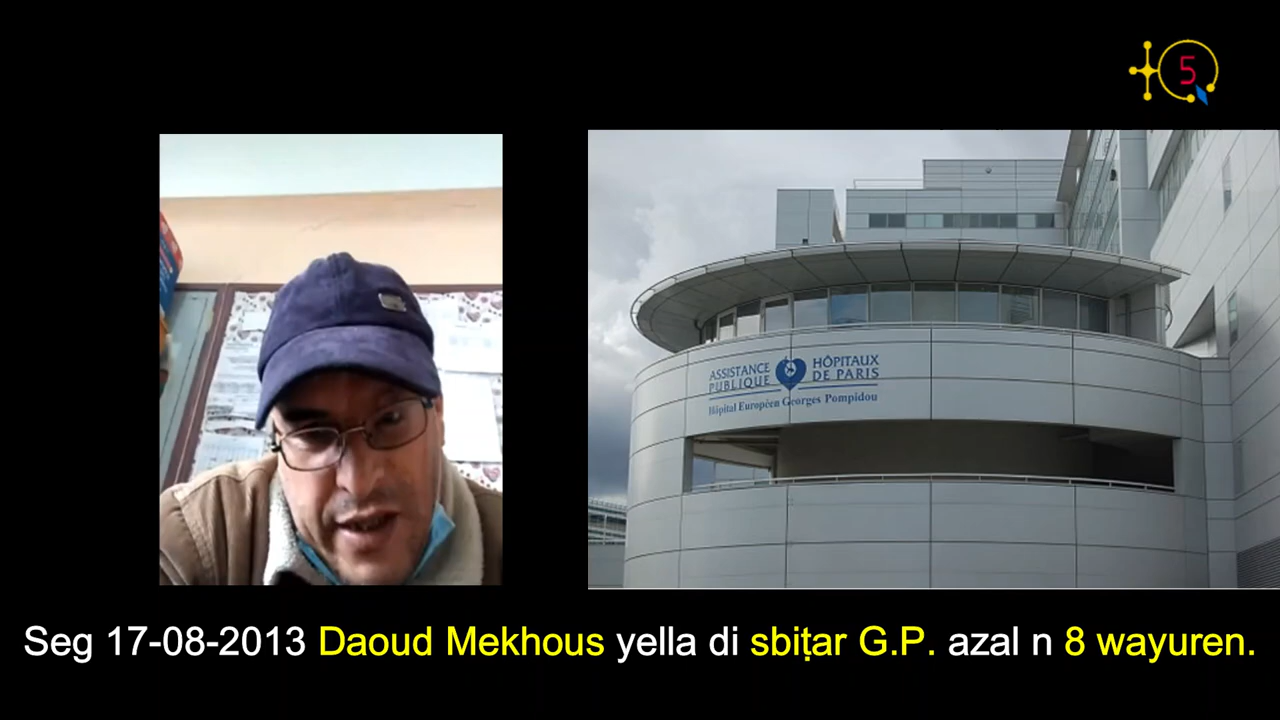 5
ASSISTANCE
PUBLIQUE
HÔPITAUX
DE PARIS
Hôpital Européen Georges Pompidou
Seg 17-08-2013 Daoud Mekhous yella di sbiṭar G.P. azal n 8 wayuren.